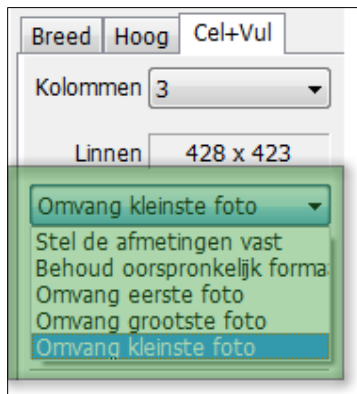 Breed Hoog Cel+Vul
Kolommen 3
Linnen 428 x 423
Omvang kleinste foto
Stel de afmetingen vast
Behoud oorspronkelijk forma
Omvang eerste foto
Omvang grootste foto
Omvang kleinste foto